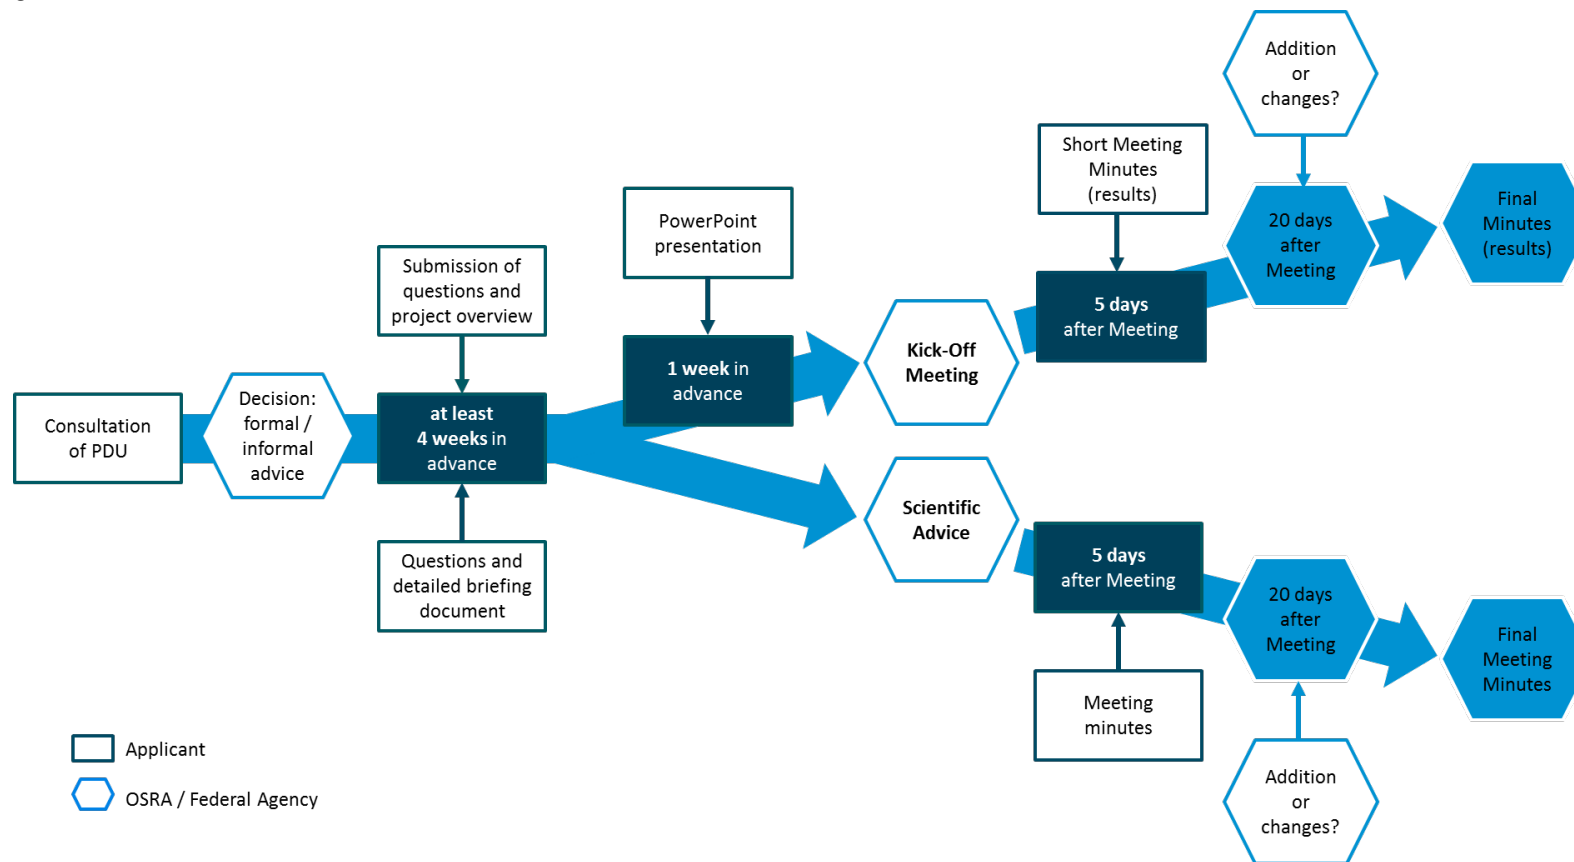 Consultation
of PDU
Decision:
formal /
informal
advice
Submission of
questions and
project overview
at least
4 weeks in
advance
Questions and
detailed briefing
document
PowerPoint
presentation
1 week in
advance
Kick-Off
Meeting
Short Meeting
Minutes
(results)
5 days
after Meeting
Addition
or
changes?
20 days
after
Meeting
Final
Minutes
(results)
Scientific
Advice
5 days
after Meeting
Meeting
minutes
20 days
after
Meeting
Addition
or
changes?
Final
Meeting
Minutes
Applicant
OSRA / Federal Agency